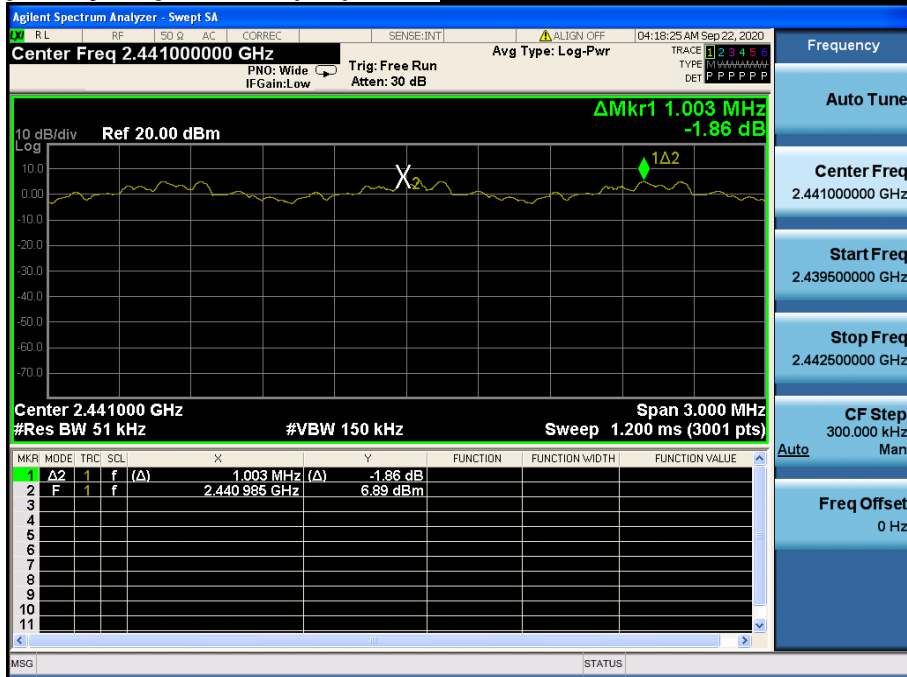 Agilent Spectrum Analyzer - Swept SA
LXI RL RF 50 Ω AC CORREC SENSE:INT ALIGN OFF 04:18:25 AM Sep 22, 2020
Center Freq 2.441000000 GHz
PNO: Wide
IFGain:Low
Trig: Free Run
Atten: 30 dB
Avg Type: Log-Pwr
TRACE 1 2 3 4 5 6
TYPE M WWWWW
DET P P P P P P
ΔMkr1 1.003 MHz
-1.86 dB
10 dB/div Ref 20.00 dBm
Log
10.0
0.00
-10.0
-20.0
-30.0
-40.0
-50.0
-60.0
-70.0
X2
1Δ2
Center 2.441000 GHz Span 3.000 MHz
#Res BW 51 kHz #VBW 150 kHz Sweep 1.200 ms (3001 pts)
MKR MODE TRC SCL X Y FUNCTION FUNCTION WIDTH FUNCTION VALUE
1 Δ2 1 f (Δ) 1.003 MHz (Δ) -1.86 dB
2 F 1 f 2.440 985 GHz 6.89 dBm
3
4
5
6
7
8
9
10
11
MSG STATUS
Frequency
Auto Tune
Center Freq
2.441000000 GHz
Start Freq
2.439500000 GHz
Stop Freq
2.442500000 GHz
CF Step
300.000 kHz
Auto Man
Freq Offset
0 Hz